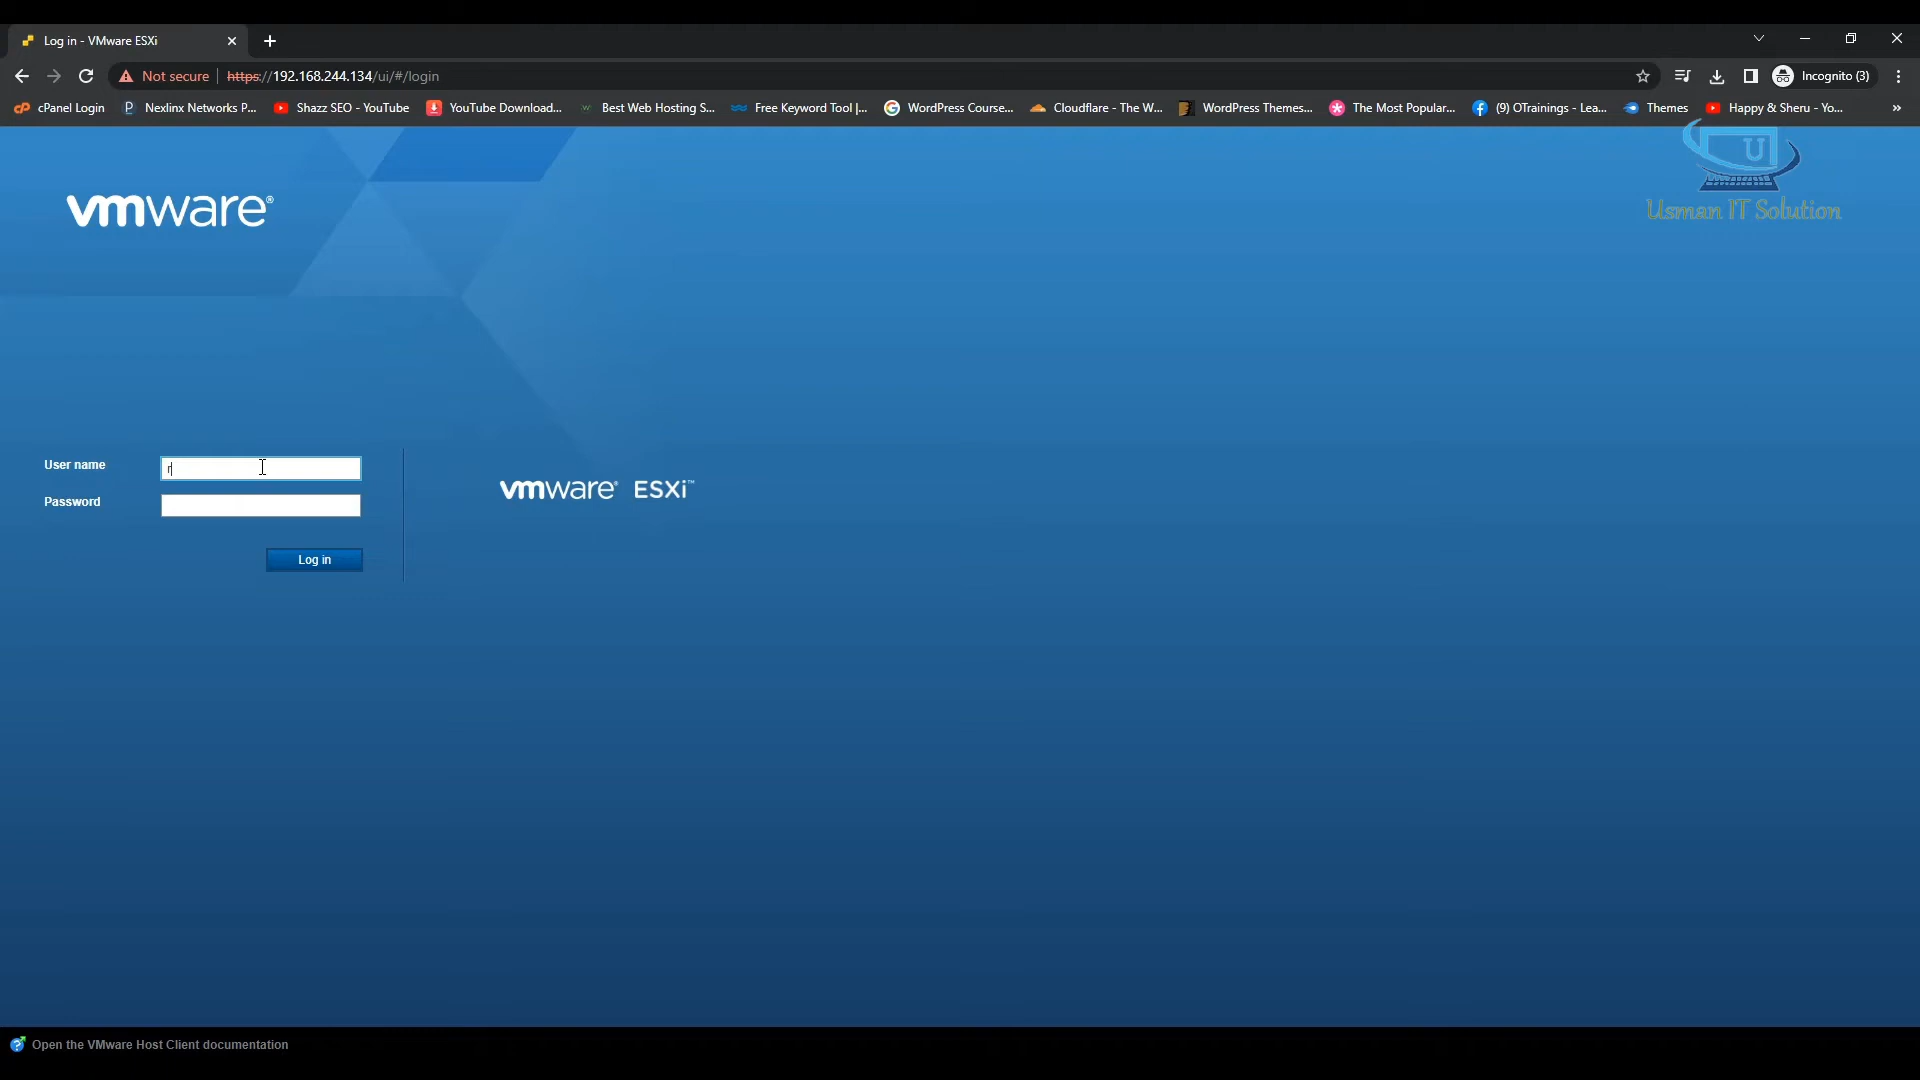 Log in - VMware ESXi
Not secure https://192.168.244.134/ui/#/login
Incognito (3)
cPanel Login
Nexlinx Networks P...
Shazz SEO - YouTube
YouTube Download...
Best Web Hosting S...
Free Keyword Tool |...
WordPress Course...
Cloudflare - The W...
WordPress Themes...
The Most Popular...
(9) OTrainings - Lea...
Themes
Happy & Sheru - Yo...
»
U
Usman IT Solution
vmware®
User name
r
Password
Log in
vmware® ESXi™
Open the VMware Host Client documentation